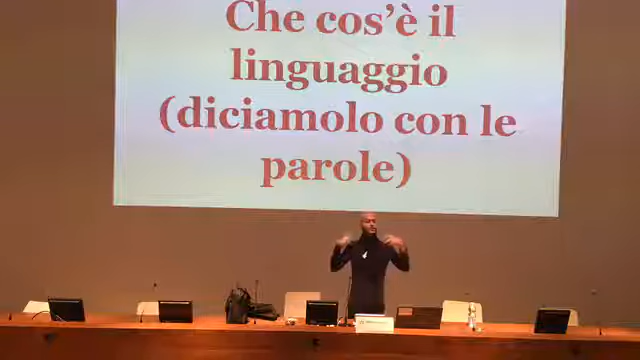 Che cos’è il
linguaggio
(diciamolo con le
parole)